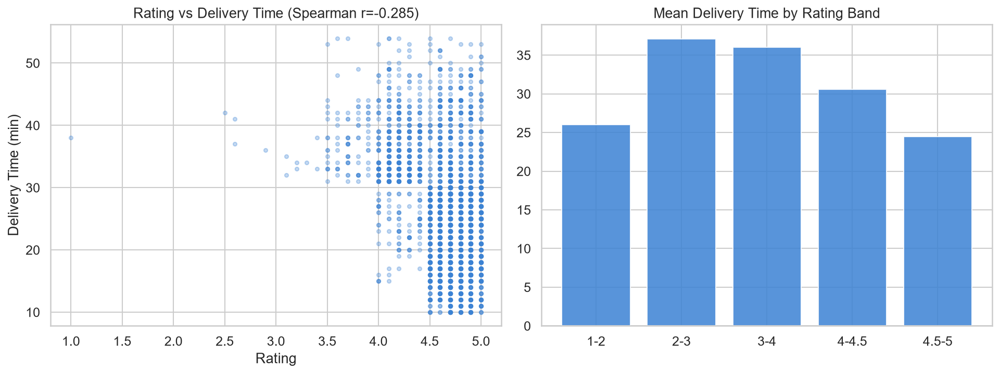 Rating vs Delivery Time (Spearman r=-0.285)
Delivery Time (min)
50
40
30
20
10
1.0 1.5 2.0 2.5 3.0 3.5 4.0 4.5 5.0
Rating
Mean Delivery Time by Rating Band
35
30
25
20
15
10
5
0
1-2 2-3 3-4 4-4.5 4.5-5